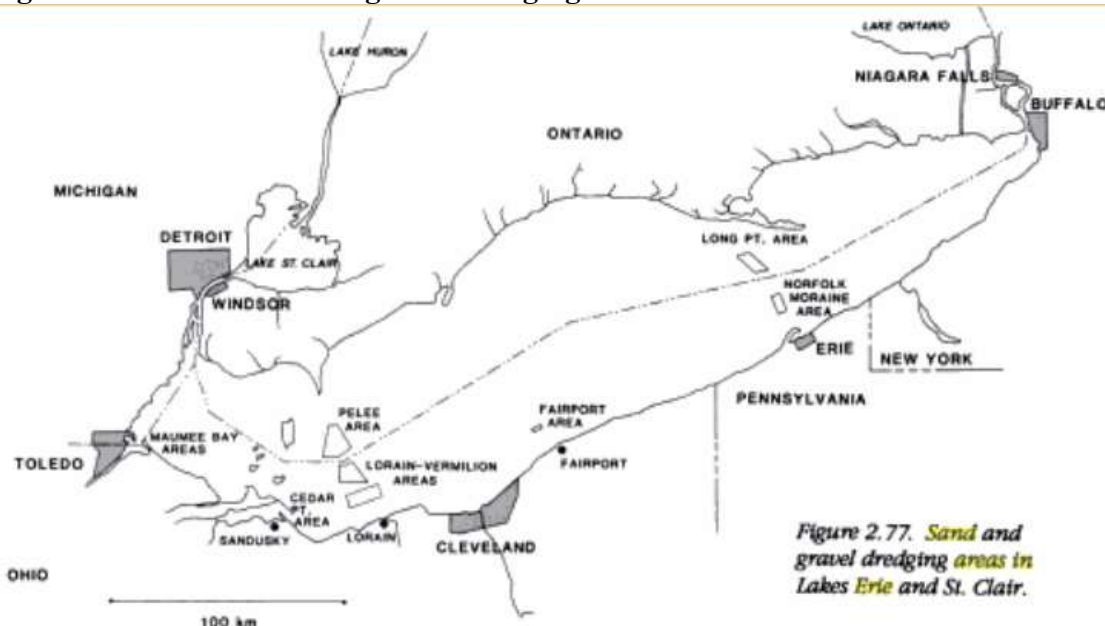 LAKE HURON
LAKE ONTARIO
NIAGARA FALLS
BUFFALO
ONTARIO
MICHIGAN
DETROIT
LAKE ST. CLAIR
WINDSOR
LONG PT. AREA
NORFOLK
MORAINE
AREA
ERIE
NEW YORK
PENNSYLVANIA
PELEE
AREA
FAIRPORT
AREA
MAUMEE BAY
AREAS
TOLEDO
LORAIN-VERMILION
AREAS
FAIRPORT
CEDAR
PT.
AREA
SANDUSKY
LORAIN
CLEVELAND
OHIO
100 km
Figure 2.77. Sand and
gravel dredging areas in
Lakes Erie and St. Clair.